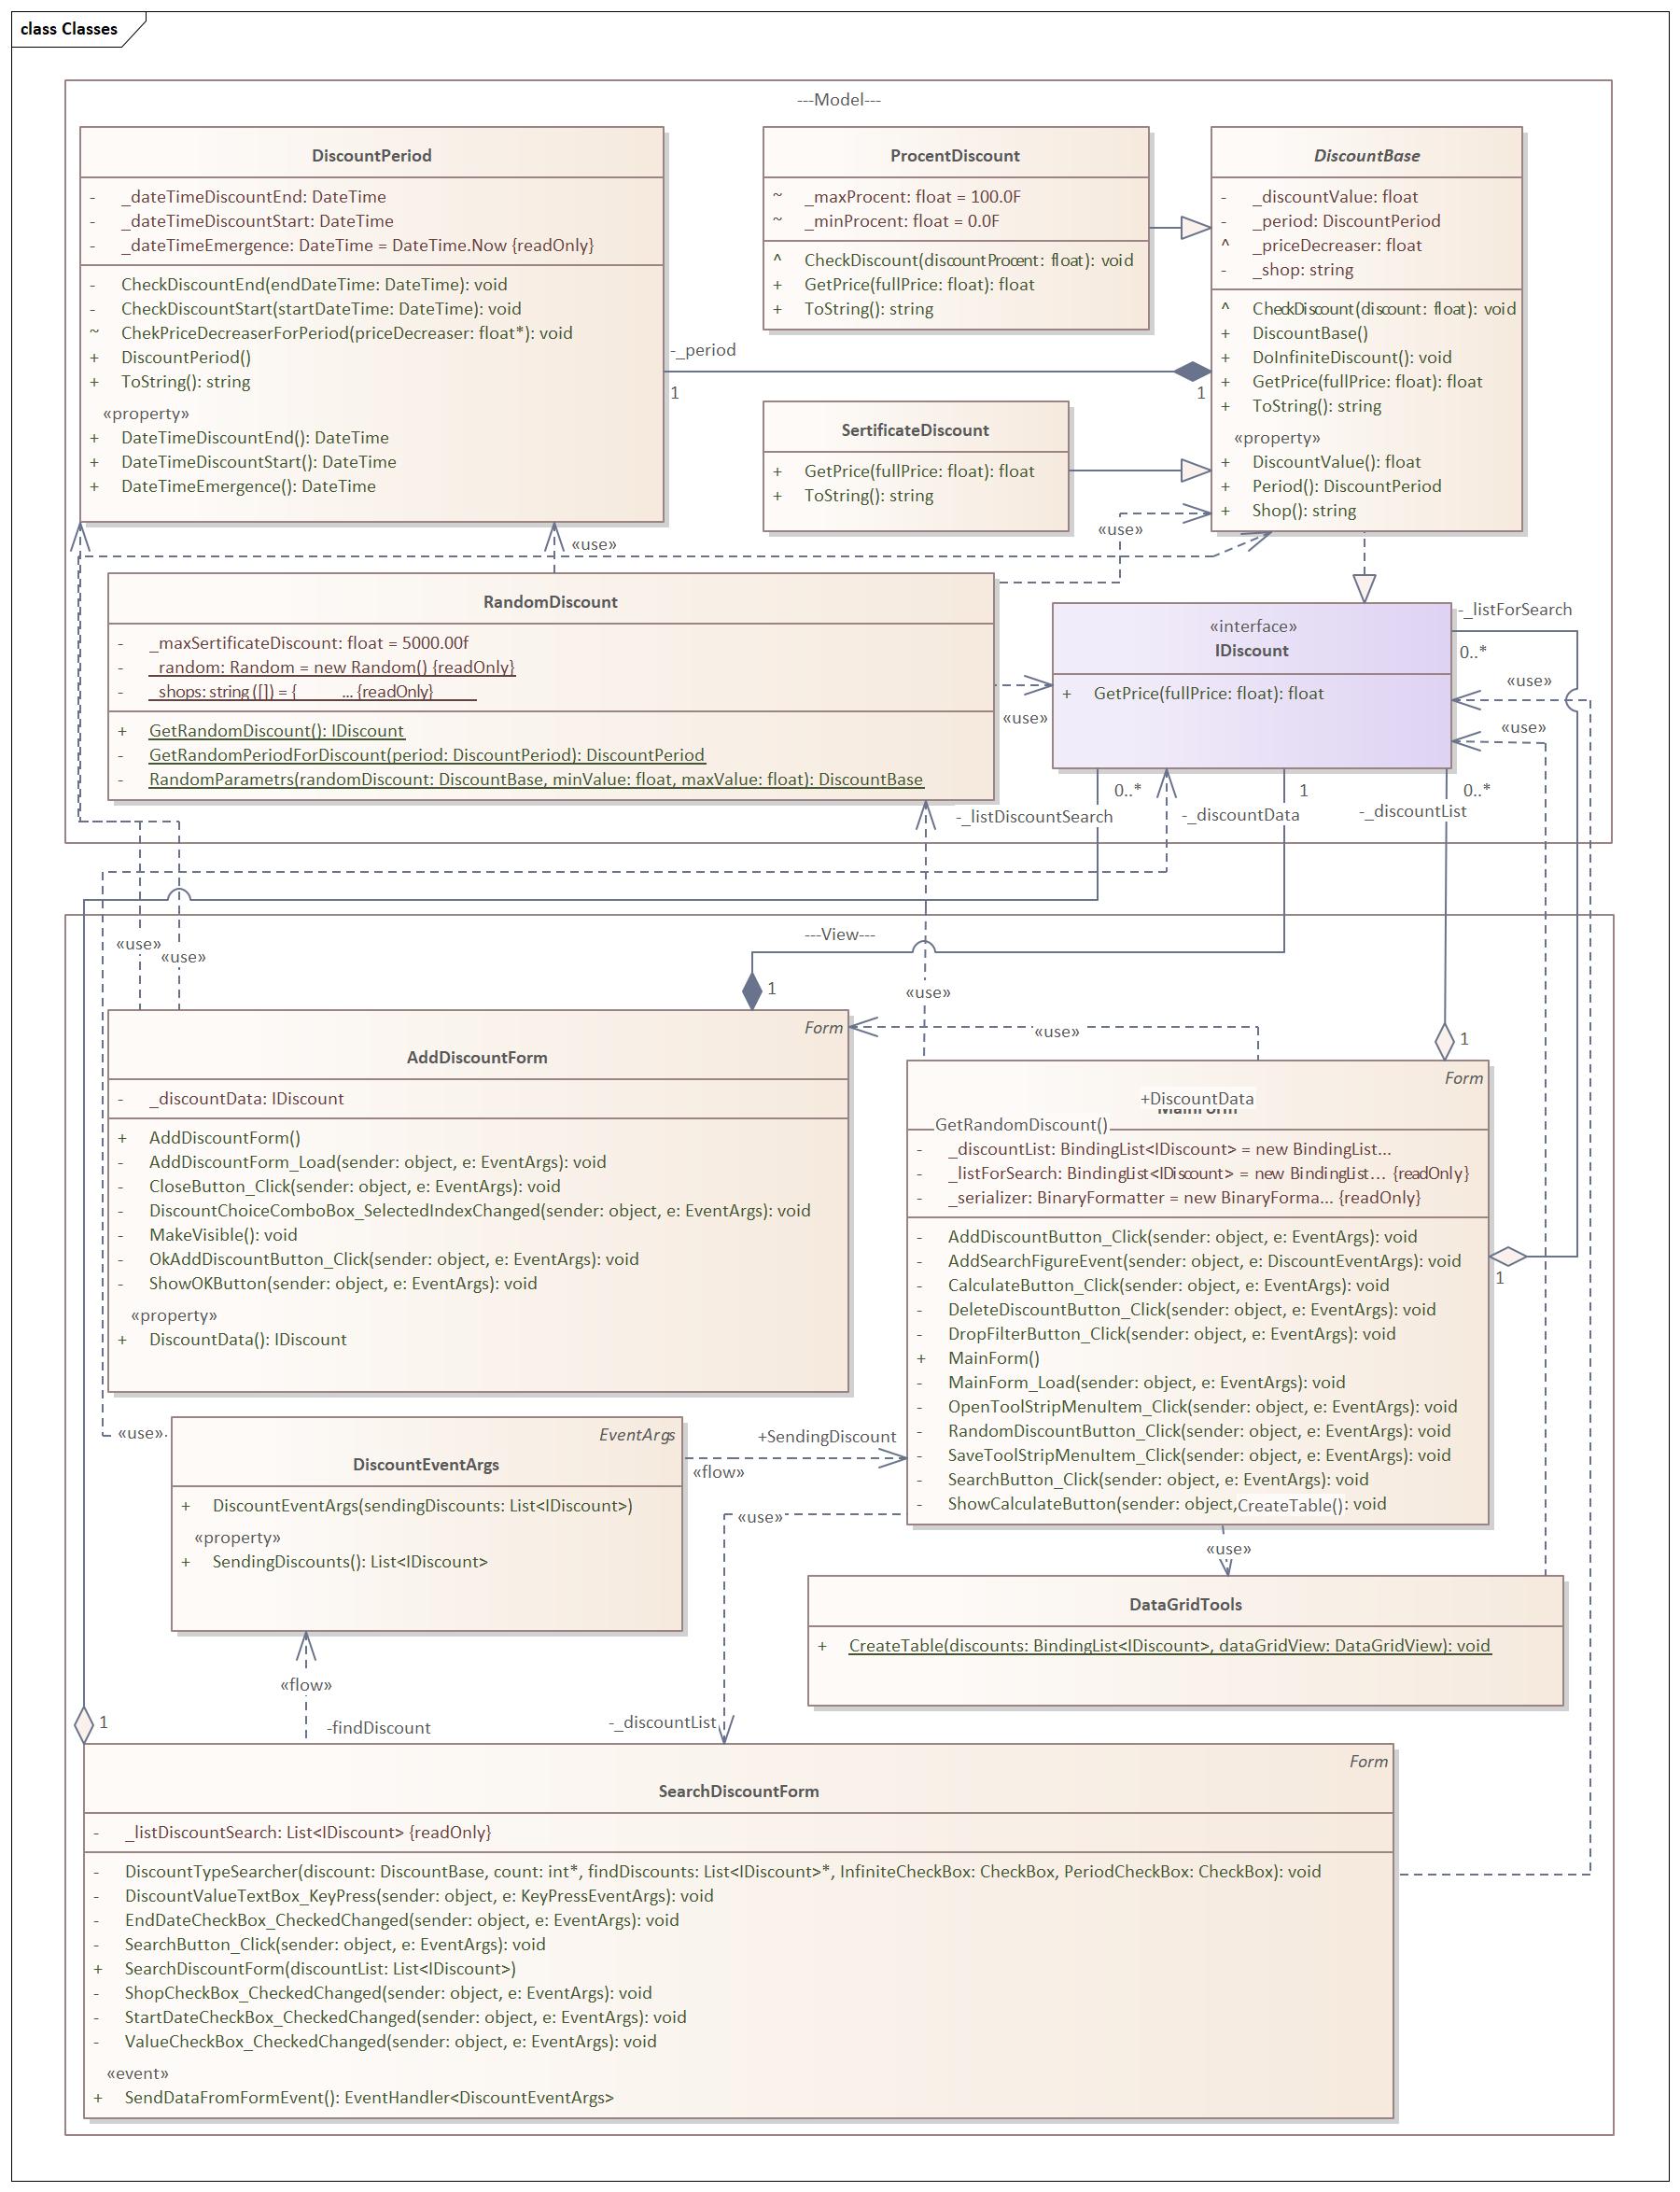 class Classes
---Model---
DiscountPeriod
- _dateTimeDiscountEnd: DateTime
- _dateTimeDiscountStart: DateTime
- _dateTimeEmergence: DateTime = DateTime.Now {readOnly}
- CheckDiscountEnd(endDateTime: DateTime): void
- CheckDiscountStart(startDateTime: DateTime): void
~ ChekPriceDecreaserForPeriod(priceDecreaser: float*): void
+ DiscountPeriod()
+ ToString(): string
«property»
+ DateTimeDiscountEnd(): DateTime
+ DateTimeDiscountStart(): DateTime
+ DateTimeEmergence(): DateTime
ProcentDiscount
~ _maxProcent: float = 100.0F
~ _minProcent: float = 0.0F
^ CheckDiscount(discountProcent: float): void
+ GetPrice(fullPrice: float): float
+ ToString(): string
DiscountBase
- _discountValue: float
- _period: DiscountPeriod
^ _priceDecreaser: float
- _shop: string
^ CheckDiscount(discount: float): void
+ DiscountBase()
+ DoInfiniteDiscount(): void
+ GetPrice(fullPrice: float): float
+ ToString(): string
«property»
+ DiscountValue(): float
+ Period(): DiscountPeriod
+ Shop(): string
-_period
1
1
SertificateDiscount
+ GetPrice(fullPrice: float): float
+ ToString(): string
«use»
«use»
RandomDiscount
- _maxSertificateDiscount: float = 5000.00f
- _random: Random = new Random() {readOnly}
- _shops: string ([]) = { ... {readOnly}
+ GetRandomDiscount(): IDiscount
- GetRandomPeriodForDiscount(period: DiscountPeriod): DiscountPeriod
- RandomParametrs(randomDiscount: DiscountBase, minValue: float, maxValue: float): DiscountBase
«interface»
IDiscount
+ GetPrice(fullPrice: float): float
-_listForSearch
0..*
«use»
«use»
«use»
0..*
-_listDiscountSearch
1
-_discountData
0..*
-_discountList
---View---
«use»
«use»
«use»
1
«use»
1
Form
AddDiscountForm
- _discountData: IDiscount
+ AddDiscountForm()
- AddDiscountForm_Load(sender: object, e: EventArgs): void
- CloseButton_Click(sender: object, e: EventArgs): void
- DiscountChoiceComboBox_SelectedIndexChanged(sender: object, e: EventArgs): void
- MakeVisible(): void
- OkAddDiscountButton_Click(sender: object, e: EventArgs): void
- ShowOKButton(sender: object, e: EventArgs): void
«property»
+ DiscountData(): IDiscount
Form
+DiscountData
GetRandomDiscount()
- _discountList: BindingList<IDiscount> = new BindingList...
- _listForSearch: BindingList<IDiscount> = new BindingList... {readOnly}
- _serializer: BinaryFormatter = new BinaryForma... {readOnly}
- AddDiscountButton_Click(sender: object, e: EventArgs): void
- AddSearchFigureEvent(sender: object, e: DiscountEventArgs): void
- CalculateButton_Click(sender: object, e: EventArgs): void
- DeleteDiscountButton_Click(sender: object, e: EventArgs): void
- DropFilterButton_Click(sender: object, e: EventArgs): void
+ MainForm()
- MainForm_Load(sender: object, e: EventArgs): void
- OpenToolStripMenuItem_Click(sender: object, e: EventArgs): void
- RandomDiscountButton_Click(sender: object, e: EventArgs): void
- SaveToolStripMenuItem_Click(sender: object, e: EventArgs): void
- SearchButton_Click(sender: object, e: EventArgs): void
- ShowCalculateButton(sender: object, CreateTable() : void
1
«use»
EventArgs
DiscountEventArgs
+ DiscountEventArgs(sendingDiscounts: List<IDiscount>)
«property»
+ SendingDiscounts(): List<IDiscount>
+SendingDiscount
«flow»
«use»
«use»
DataGridTools
+ CreateTable(discounts: BindingList<IDiscount>, dataGridView: DataGridView): void
«flow»
-findDiscount
-_discountList
1
Form
SearchDiscountForm
- _listDiscountSearch: List<IDiscount> {readOnly}
- DiscountTypeSearcher(discount: DiscountBase, count: int*, findDiscounts: List<IDiscount>*, InfiniteCheckBox: CheckBox, PeriodCheckBox: CheckBox): void
- DiscountValueTextBox_KeyPress(sender: object, e: KeyPressEventArgs): void
- EndDateCheckBox_CheckedChanged(sender: object, e: EventArgs): void
- SearchButton_Click(sender: object, e: EventArgs): void
+ SearchDiscountForm(discountList: List<IDiscount>)
- ShopCheckBox_CheckedChanged(sender: object, e: EventArgs): void
- StartDateCheckBox_CheckedChanged(sender: object, e: EventArgs): void
- ValueCheckBox_CheckedChanged(sender: object, e: EventArgs): void
«event»
+ SendDataFromFormEvent(): EventHandler<DiscountEventArgs>